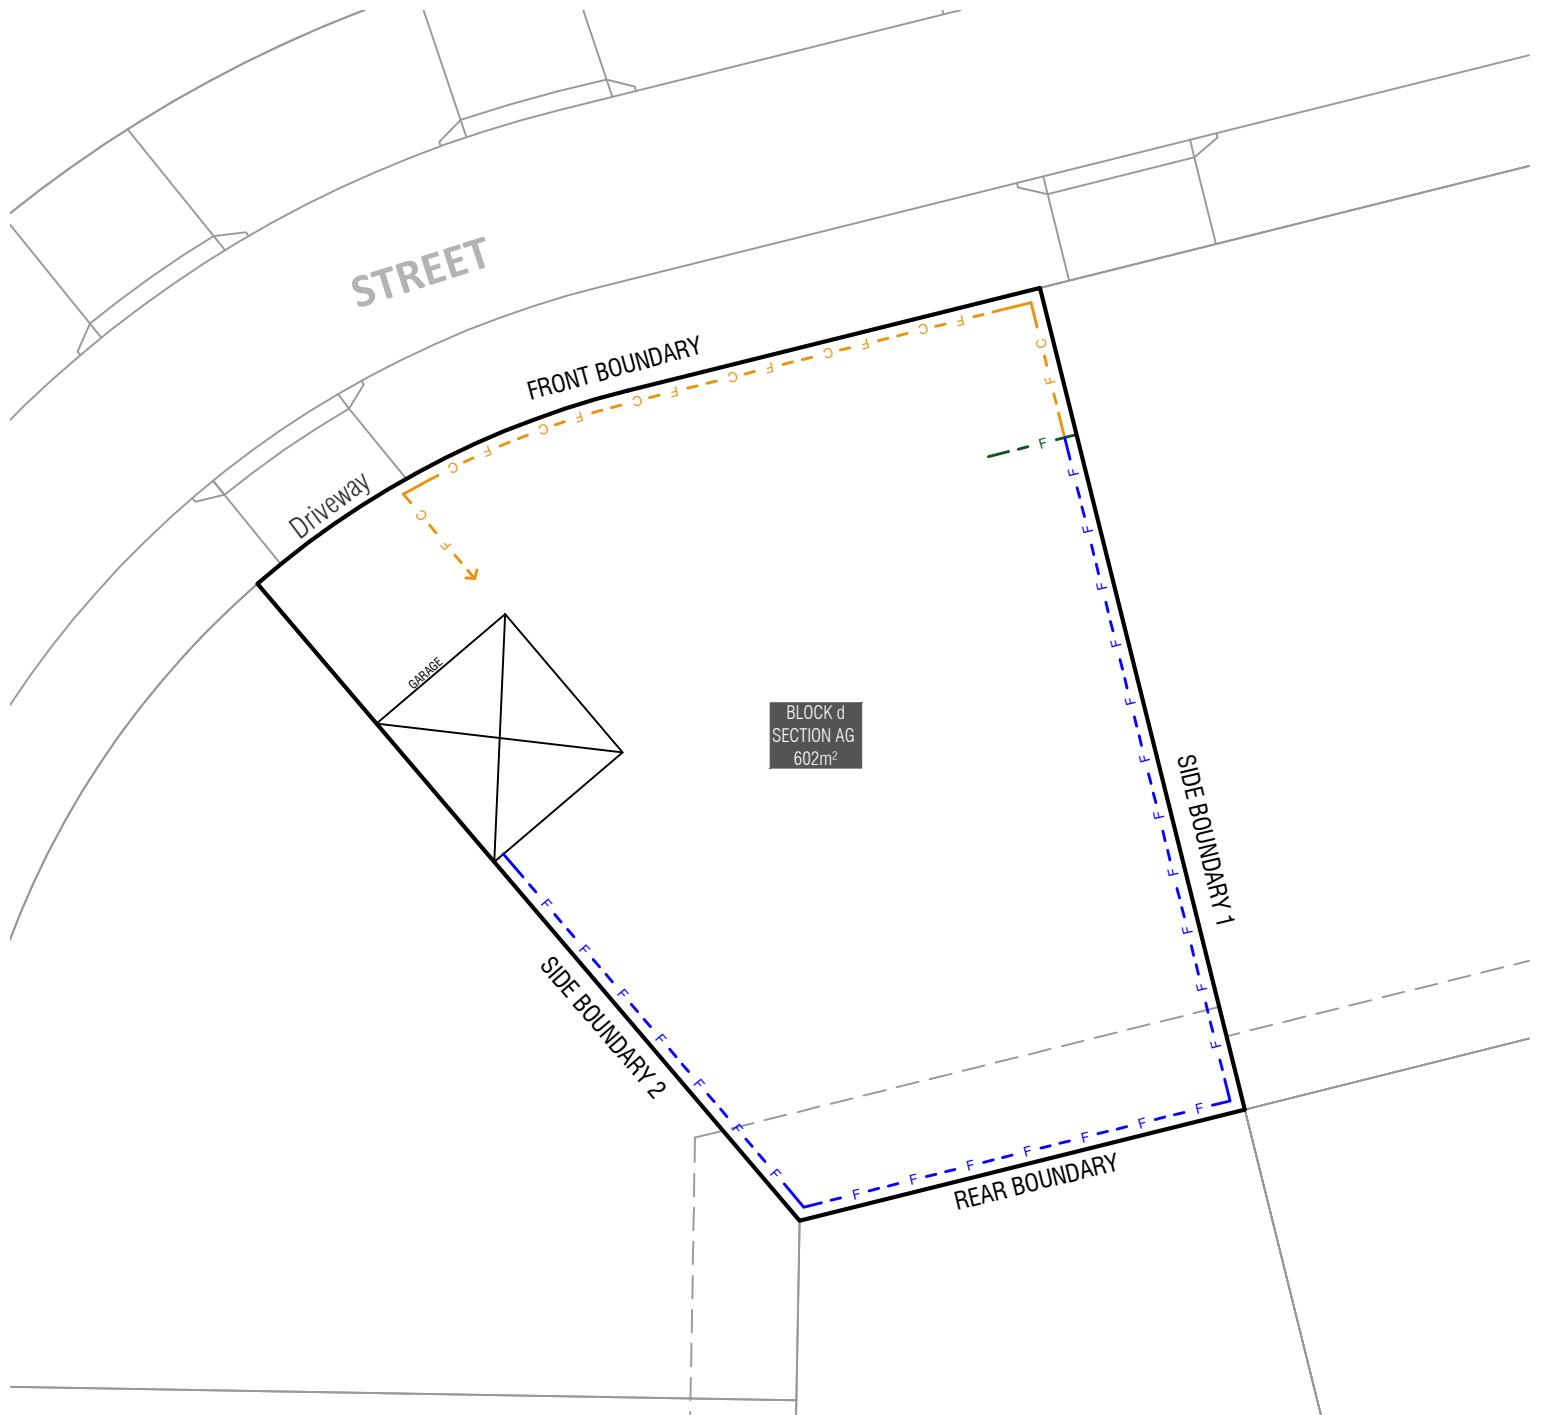 STREET
FRONT BOUNDARY
Driveway
GARAGE
BLOCK d
SECTION AG
602m²
SIDE BOUNDARY 1
SIDE BOUNDARY 2
REAR BOUNDARY
C F C F C F C F C F C F C F
C F
C F
F
F F F F F F F F F F F
F F F F F F F
F F F F F F F